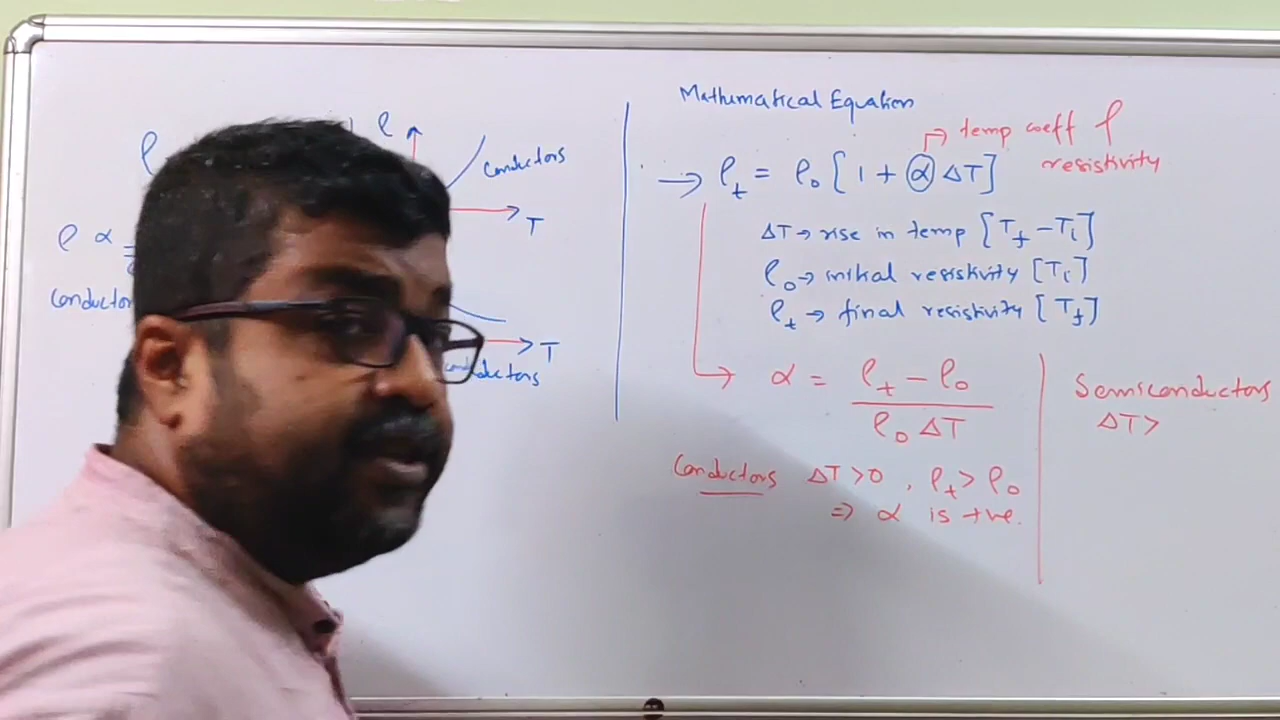 ρ
ρ
conductors
T
ρ ∝
conductor
T
Mathematical Equation
temp coeff of
resistivity
→ ρt = ρ0 [1 + α ΔT]
ΔT → rise in temp [Tf - Ti]
ρ0 → initial resistivity [Ti]
ρt → final resistivity [Tf]
α = ρt - ρ0
ρ0 ΔT
Conductors ΔT > 0 , ρt > ρ0
⇒ α is +ve.
Semiconductors
ΔT >